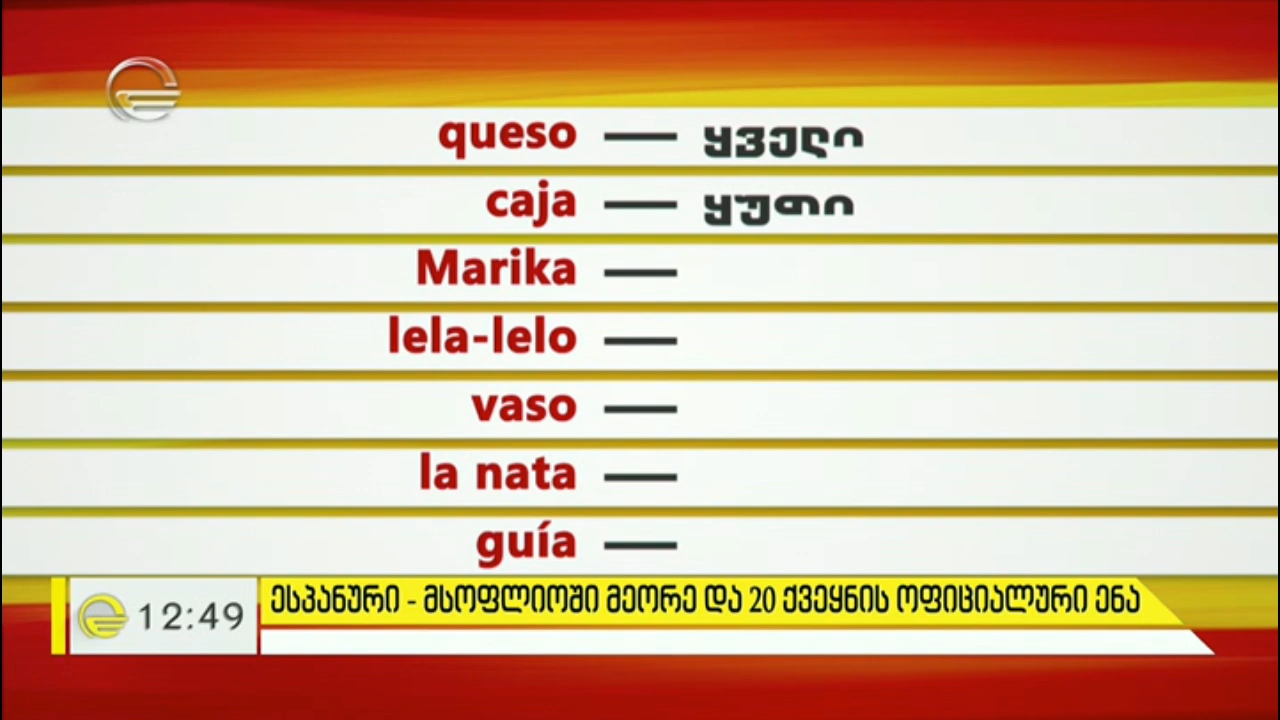 queso — ყველი
caja — ყუთი
Marika —
lela-lelo —
vaso —
la nata —
guía —
12:49
ესპანური - მსოფლიოში მეორე და 20 ქვეყნის ოფიციალური ენა